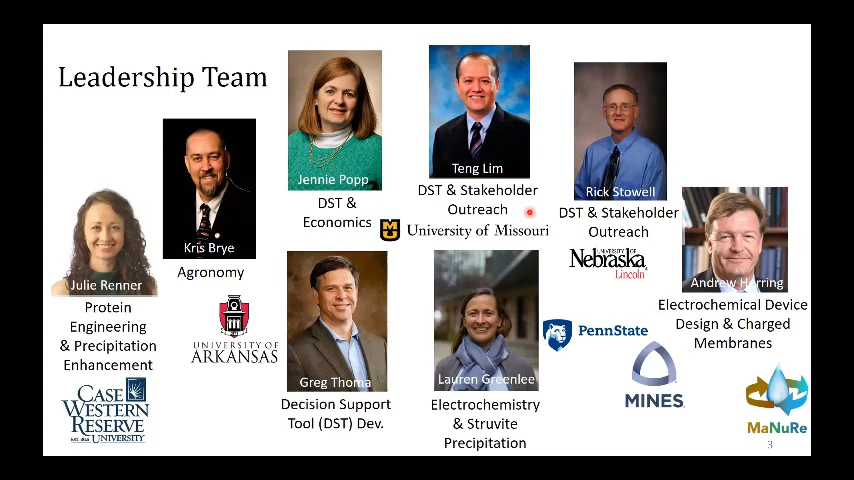 Leadership Team
Julie Renner
Protein
Engineering
& Precipitation
Enhancement
CASE
WESTERN
RESERVE
UNIVERSITY
Kris Brye
Agronomy
UNIVERSITY OF
ARKANSAS
Jennie Popp
DST &
Economics
Greg Thoma
Decision Support
Tool (DST) Dev.
Teng Lim
DST & Stakeholder
Outreach
University of Missouri
Lauren Greenlee
Electrochemistry
& Struvite
Precipitation
PennState
Rick Stowell
DST & Stakeholder
Outreach
UNIVERSITY OF
Nebraska
Lincoln
Andrew Herring
Electrochemical Device
Design & Charged
Membranes
MINES
MaNuRe
3